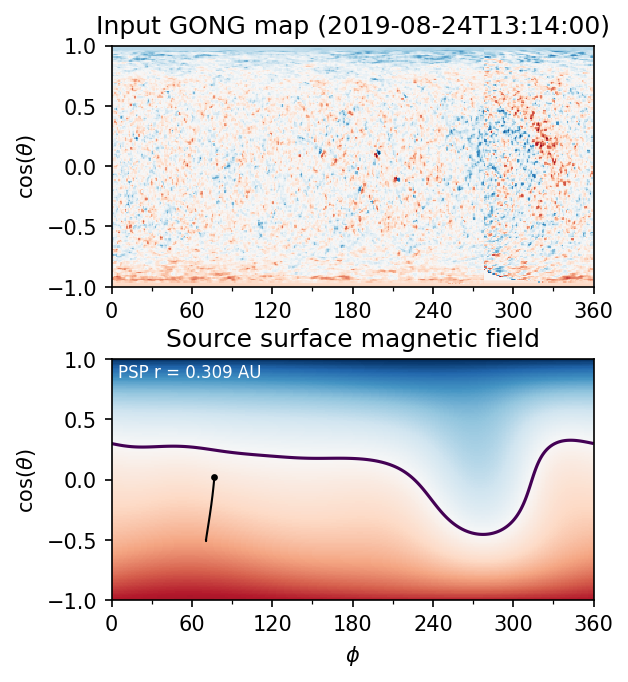 Input GONG map (2019-08-24T13:14:00)
1.0
0.5
0.0
−0.5
−1.0
cos(θ)
0 60 120 180 240 300 360
Source surface magnetic field
PSP r = 0.309 AU
1.0
0.5
0.0
−0.5
−1.0
cos(θ)
0 60 120 180 240 300 360
ϕ